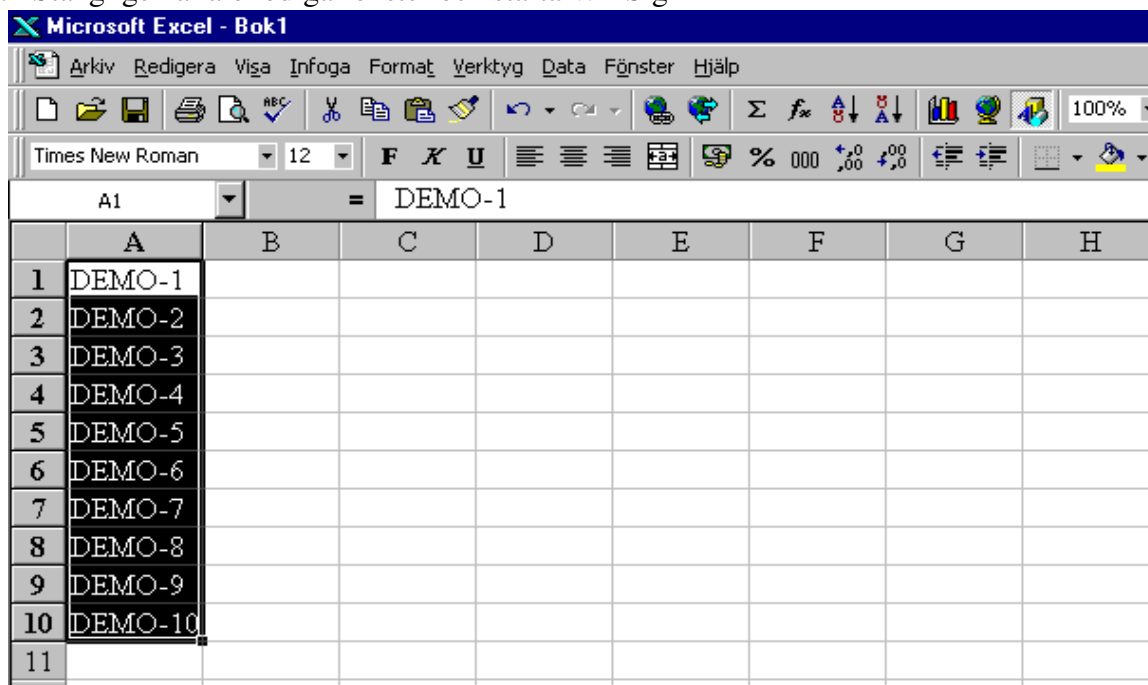 Microsoft Excel - Bok1
Arkiv Redigera Visa Infoga Format Verktyg Data Fönster Hjälp
ABC Σ fx 100%
Times New Roman 12 F K U % 000
A1 = DEMO-1
A B C D E F G H
1 DEMO-1
2 DEMO-2
3 DEMO-3
4 DEMO-4
5 DEMO-5
6 DEMO-6
7 DEMO-7
8 DEMO-8
9 DEMO-9
10 DEMO-10
11